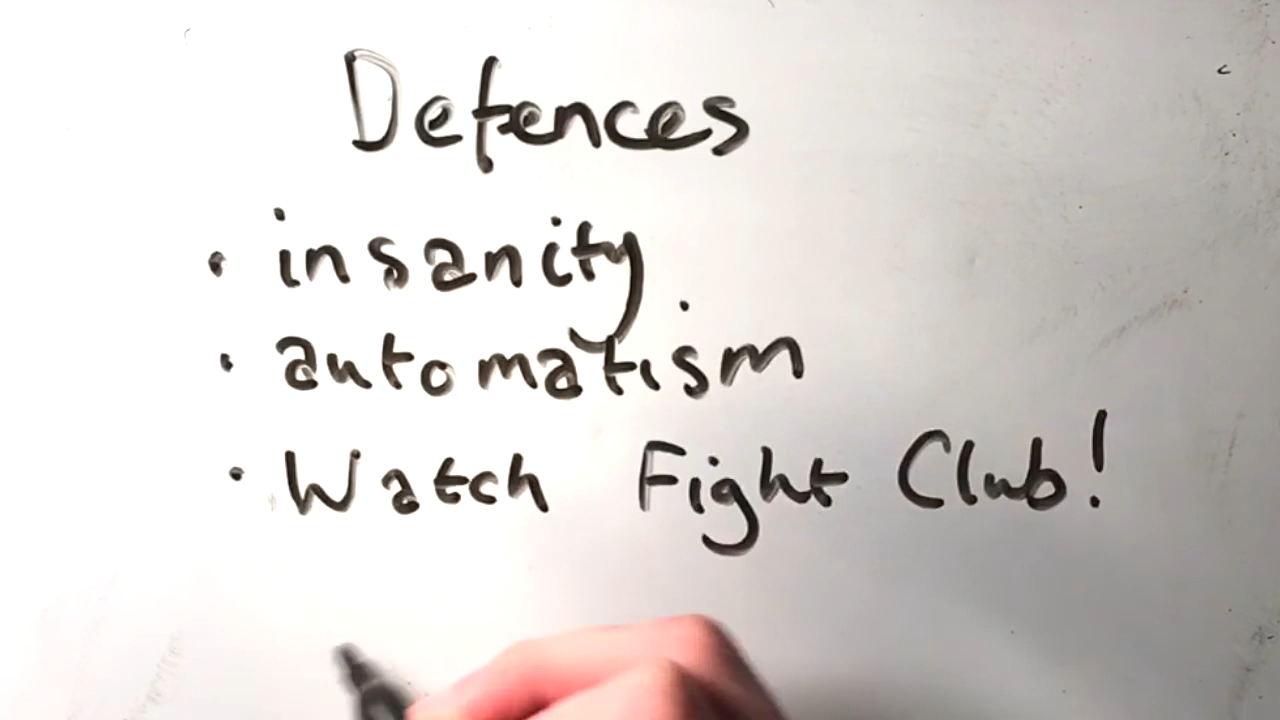 Defences
• insanity
• automatism
• Watch Fight Club!